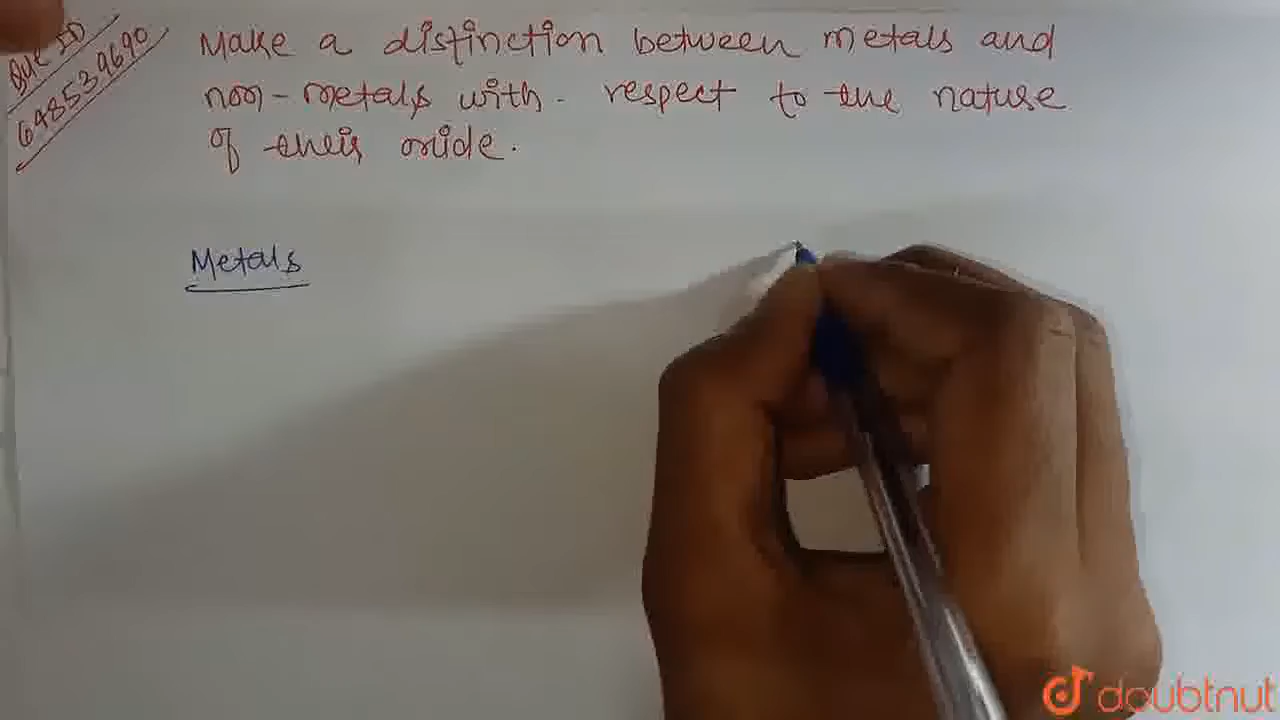 Que ID
648539690
Make a distinction between metals and
non-metals with. respect to the nature
of their oxide.
Metals
doubtnut